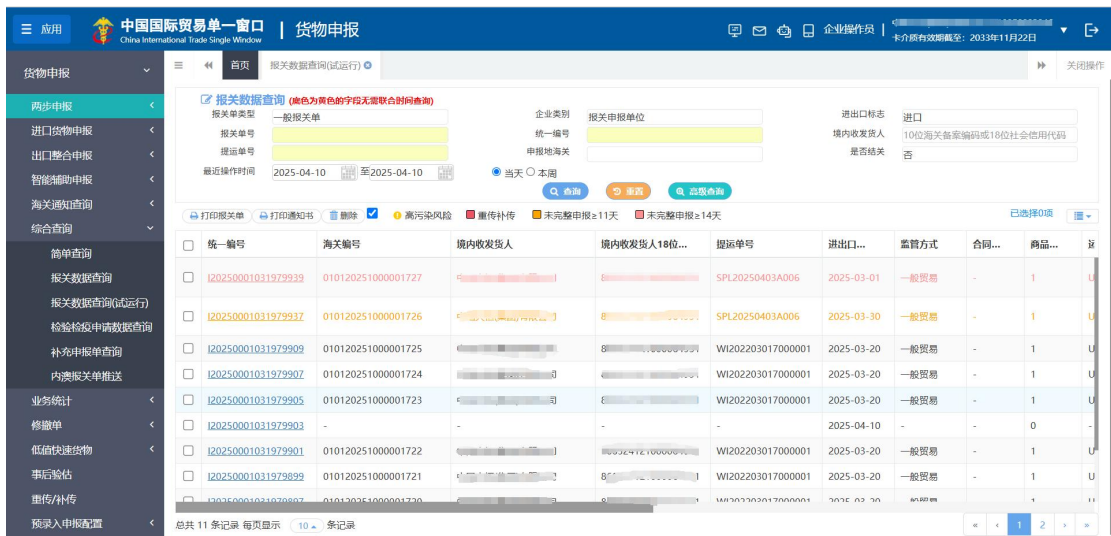 应用 中国国际贸易单一窗口 | 货物申报 企业操作员
China International Trade Single Window 卡介质有效期截至：2033年11月22日
货物申报 首页 报关数据查询(试运行) 关闭操作
两步申报
进口货物申报
出口整合申报
智能辅助申报
海关通知查询
综合查询
简单查询
报关数据查询
报关数据查询(试运行)
检验检疫申请数据查询
补充申报单查询
内澳报关单推送
业务统计
修撤单
低值快速货物
事后验估
重传/补传
预录入申报配置
报关数据查询 (底色为黄色的字段无需联合时间查询)
报关单类型 一般报关单 企业类别 报关申报单位 进出口标志 进口
报关单号 统一编号 境内收发货人 10位海关备案编码或18位社会信用代码
提运单号 申报地海关 是否结关 否
最近操作时间 2025-04-10 至 2025-04-10 当天 本周
查询 重置 高级查询
打印报关单 打印通知书 删除 高污染风险 重传补传 未完整申报≥11天 未完整申报≥14天 已选择0项
统一编号 海关编号 境内收发货人 境内收发货人18位... 提运单号 进出口... 监管方式 合同... 商品... 运
I20250001031979939 010120251000001727 SPL20250403A006 2025-03-01 一般贸易 - 1 U
I20250001031979937 010120251000001726 SPL20250403A006 2025-03-30 一般贸易 - 1 U
I20250001031979909 010120251000001725 WI202203017000001 2025-03-20 一般贸易 - 1 U
I20250001031979907 010120251000001724 WI202203017000001 2025-03-20 一般贸易 - 1 U
I20250001031979905 010120251000001723 WI202203017000001 2025-03-20 一般贸易 - 1 U
I20250001031979903 - - - - 2025-04-10 - - 0 -
I20250001031979901 010120251000001722 WI202203017000001 2025-03-20 一般贸易 - 1 U
I20250001031979899 010120251000001721 WI202203017000001 2025-03-20 一般贸易 - 1 U
I20250001031979897 010120251000001720 WI202203017000001 2025-03-20 一般贸易 - 1 U
总共 11 条记录 每页显示 10 条记录 « ‹ 1 2 › »